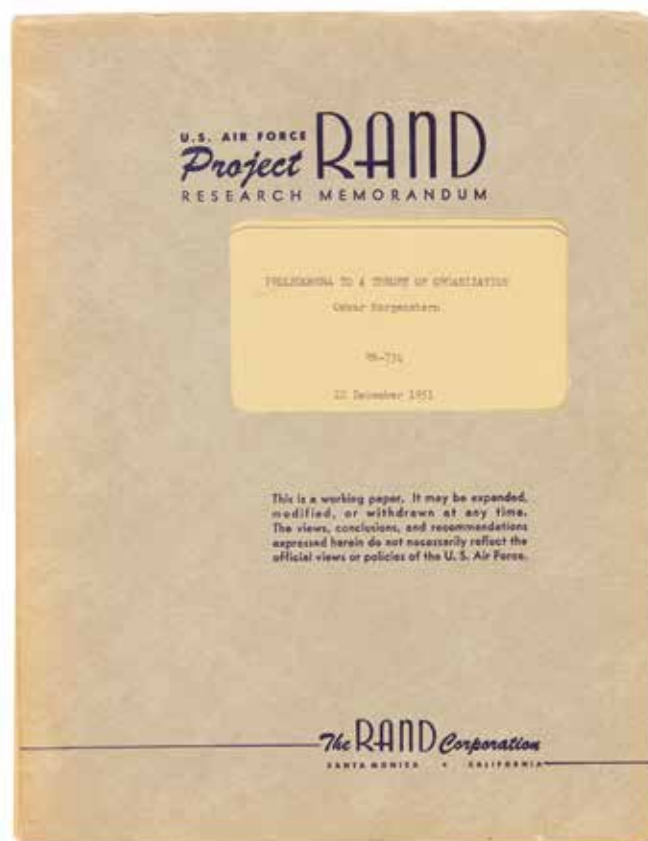 U.S. AIR FORCE
Project RAND
RESEARCH MEMORANDUM
PROLEGOMENA TO A THEORY OF ORGANIZATION
Oskar Morgenstern
RM-734
December 1951
This is a working paper. It may be expanded,
modified, or withdrawn at any time.
The views, conclusions, and recommendations
expressed herein do not necessarily reflect the
official views or policies of the U. S. Air Force.
The RAND Corporation
SANTA MONICA • CALIFORNIA